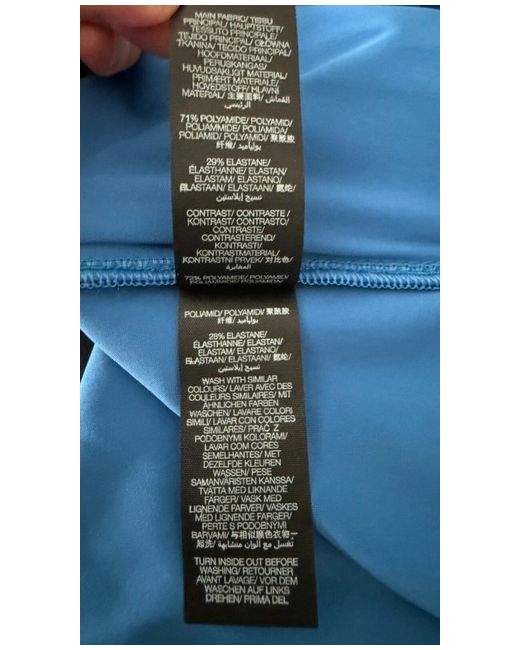 MAIN FABRIC/ TISSU
PRINCIPAL/ HAUPTSTOFF/
TESSUTO PRINCIPALE/
TEJIDO PRINCIPAL/ GŁÓWNA
TKANINA/ TECIDO PRINCIPAL/
HOOFDMATERIAAL/
PERUSKANGAS/
HUVUDSAKLIGT MATERIAL/
PRIMÆRT MATERIALE/
HOVEDSTOFF/ HLAVNÍ
MATERIÁL/ 主要面料/ القماش
الرئيسي
71% POLYAMIDE/ POLYAMID/
POLIAMMIDE/ POLIAMIDA/
POLIAMID/ POLYAMIDI/ 聚酰胺
纤维/ بولياميد
29% ELASTANE/
ÉLASTHANNE/ ELASTAN/
ELASTAM/ ELASTANO/
ELASTAAN/ ELASTAANI/ 氨纶/
نسيج إيلاستين
CONTRAST/ CONTRASTE/
KONTRAST/ CONTRASTO/
CONTRASTE/
CONTRASTEREND/
KONTRASTI/
KONTRASTMATERIAL/
KONTRASTNÍ PRVEK/ 对比色/
المغايرة
72% POLYAMIDE/ POLYAMID/
POLIAMID/ POLYAMIDI/ 聚酰胺
纤维/ بولياميد
28% ELASTANE/
ÉLASTHANNE/ ELASTAN/
ELASTAM/ ELASTANO/
ELASTAAN/ ELASTAANI/ 氨纶/
نسيج إيلاستين
WASH WITH SIMILAR
COLOURS/ LAVER AVEC DES
COULEURS SIMILAIRES/ MIT
ÄHNLICHEN FARBEN
WASCHEN/ LAVARE COLORI
SIMILI/ LAVAR CON COLORES
SIMILARES/ PRAĆ Z
PODOBNYMI KOLORAMI/
LAVAR COM CORES
SEMELHANTES/ MET
DEZELFDE KLEUREN
WASSEN/ PESE
SAMANVÄRISTEN KANSSA/
TVÄTTA MED LIKNANDE
FÄRGER/ VASK MED
LIGNENDE FARVER/ VASKES
MED LIGNENDE FARGER/
PERTE S PODOBNÝMI
BARVAMI/ 与相似颜色衣物一
起洗/ تغسل مع ألوان متشابهة
TURN INSIDE OUT BEFORE
WASHING/ RETOURNER
AVANT LAVAGE/ VOR DEM
WASCHEN AUF LINKS
DREHEN/ PRIMA DEL